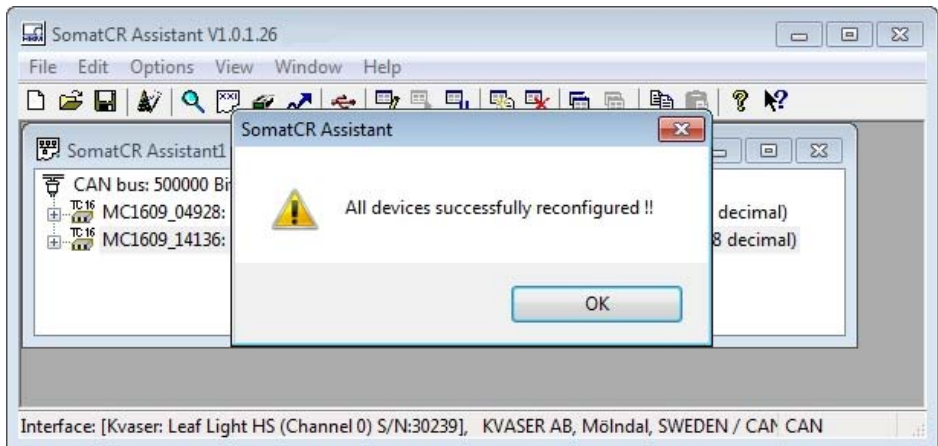 SomatCR Assistant V1.0.1.26
File Edit Options View Window Help
SomatCR Assistant
SomatCR Assistant1
CAN bus: 500000
All devices successfully reconfigured !!
TC16 MC1609_04928: decimal)
TC16 MC1609_14136: 8 decimal)
OK
Interface: [Kvaser: Leaf Light HS (Channel 0) S/N:30239], KVASER AB, Mölndal, SWEDEN / CAN CAN